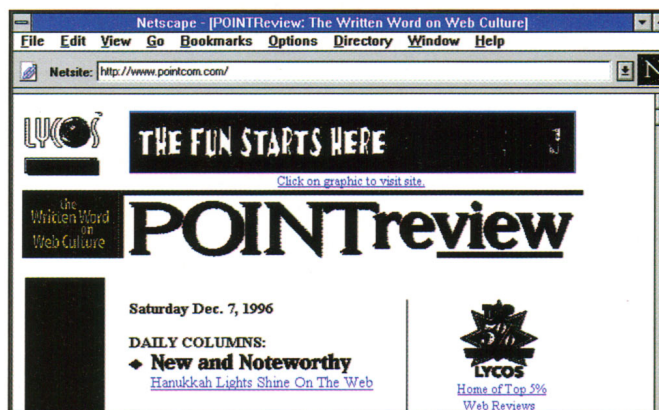 Netscape - [POINTReview: The Written Word on Web Culture]
File Edit View Go Bookmarks Options Directory Window Help
Netsite: http://www.pointcom.com/
N
LYCOS
THE FUN STARTS HERE
Click on graphic to visit site.
the
Written Word
on
Web Culture
POINTreview
Saturday Dec. 7, 1996
DAILY COLUMNS:
New and Noteworthy
Hanukkah Lights Shine On The Web
TOP
5%
LYCOS
Home of Top 5%
Web Reviews